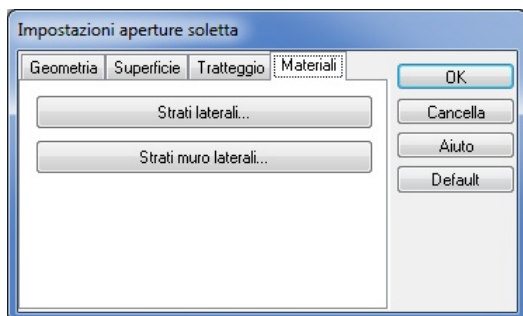 Impostazioni aperture soletta
Geometria Superficie Tratteggio Materiali
OK
Strati laterali...
Cancella
Strati muro laterali...
Aiuto
Default